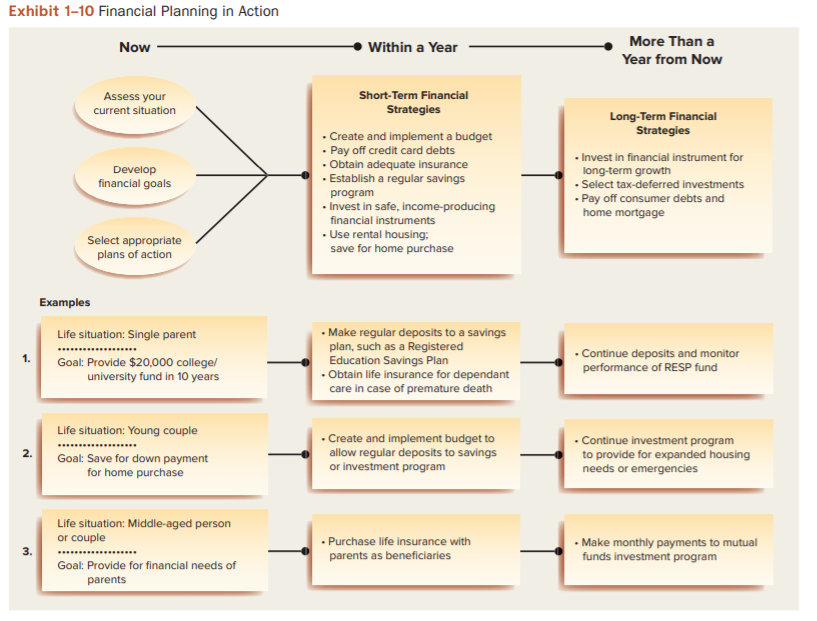 Exhibit 1–10 Financial Planning in Action
Now
Within a Year
More Than a
Year from Now
Assess your
current situation
Develop
financial goals
Select appropriate
plans of action
Short-Term Financial
Strategies
• Create and implement a budget
• Pay off credit card debts
• Obtain adequate insurance
• Establish a regular savings
program
• Invest in safe, income-producing
financial instruments
• Use rental housing;
save for home purchase
Long-Term Financial
Strategies
• Invest in financial instrument for
long-term growth
• Select tax-deferred investments
• Pay off consumer debts and
home mortgage
Examples
1.
Life situation: Single parent
Goal: Provide $20,000 college/
university fund in 10 years
• Make regular deposits to a savings
plan, such as a Registered
Education Savings Plan
• Obtain life insurance for dependant
care in case of premature death
• Continue deposits and monitor
performance of RESP fund
2.
Life situation: Young couple
Goal: Save for down payment
for home purchase
• Create and implement budget to
allow regular deposits to savings
or investment program
• Continue investment program
to provide for expanded housing
needs or emergencies
3.
Life situation: Middle-aged person
or couple
Goal: Provide for financial needs of
parents
• Purchase life insurance with
parents as beneficiaries
• Make monthly payments to mutual
funds investment program